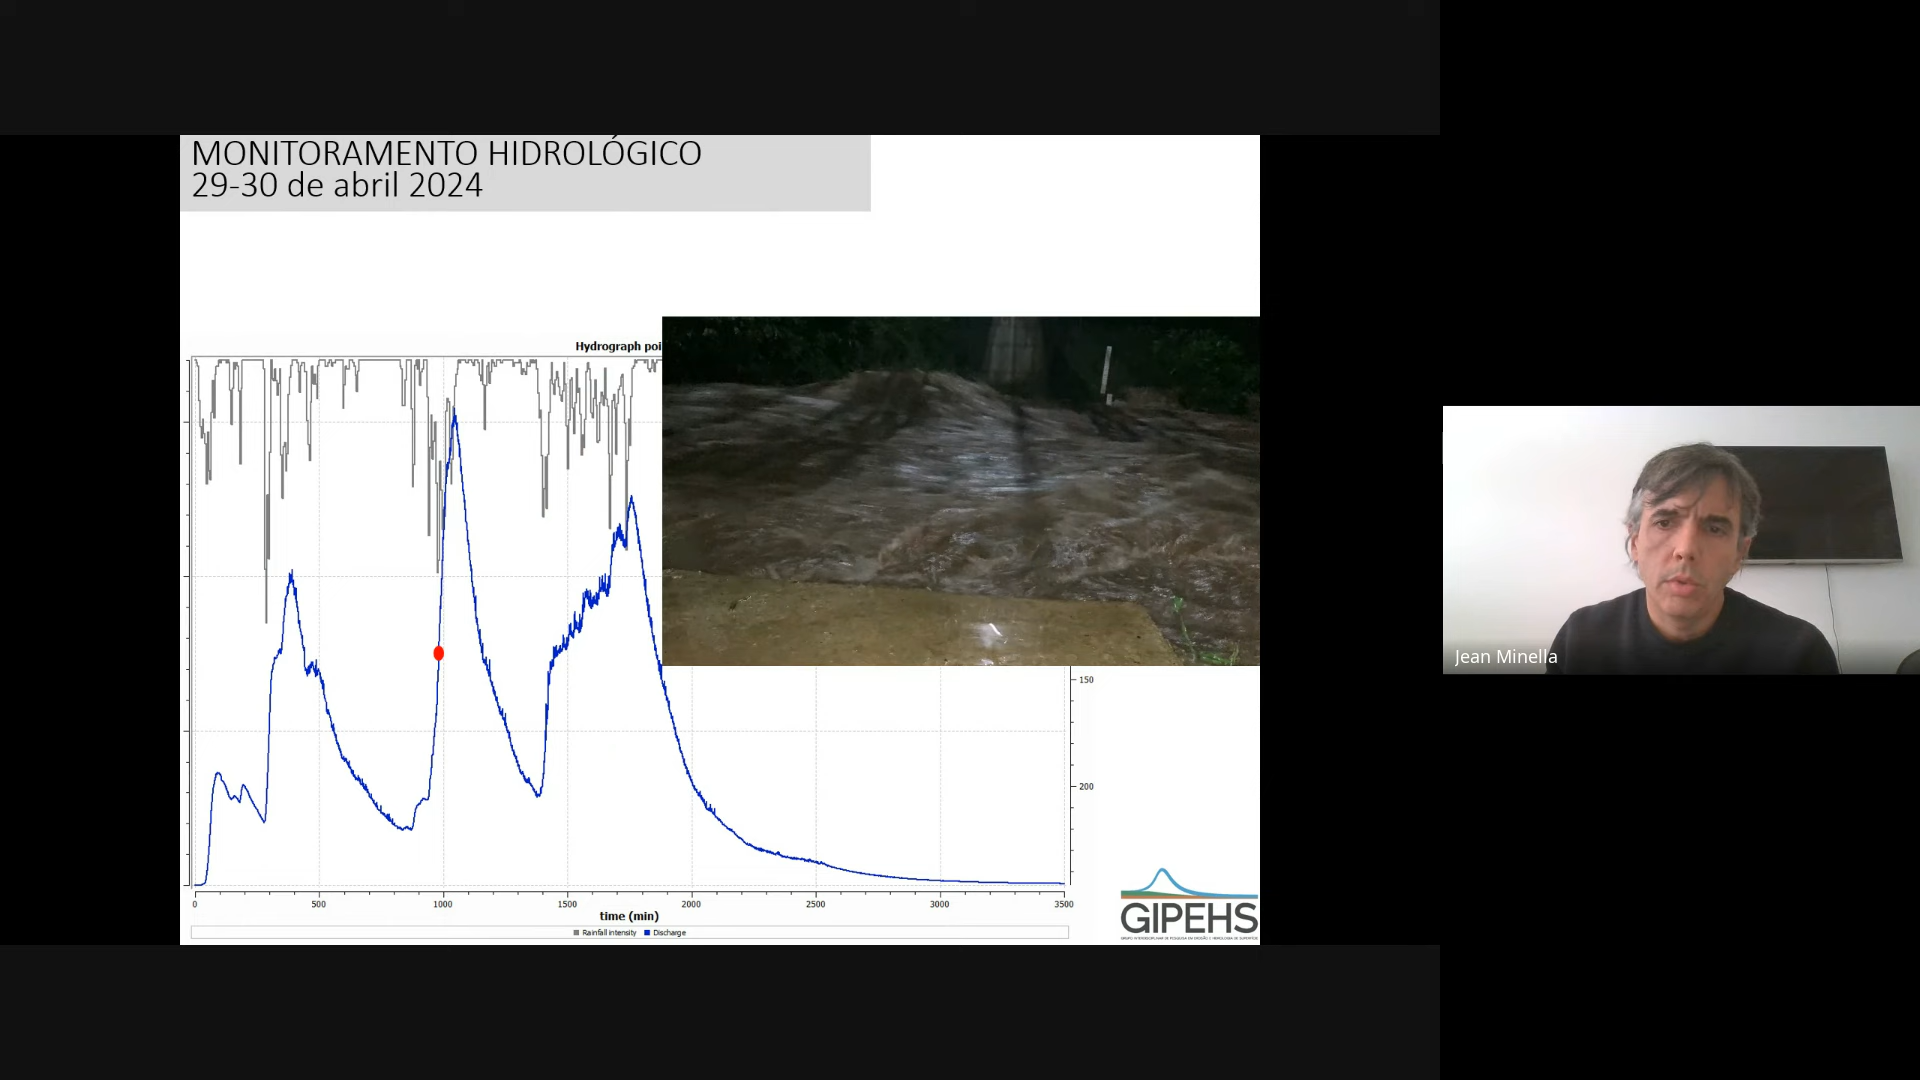 MONITORAMENTO HIDROLÓGICO
29-30 de abril 2024
Hydrograph poi
150
200
0
500
1000
1500
2000
2500
3000
3500
time (min)
Rainfall intensity
Discharge
GIPEHS
Jean Minella